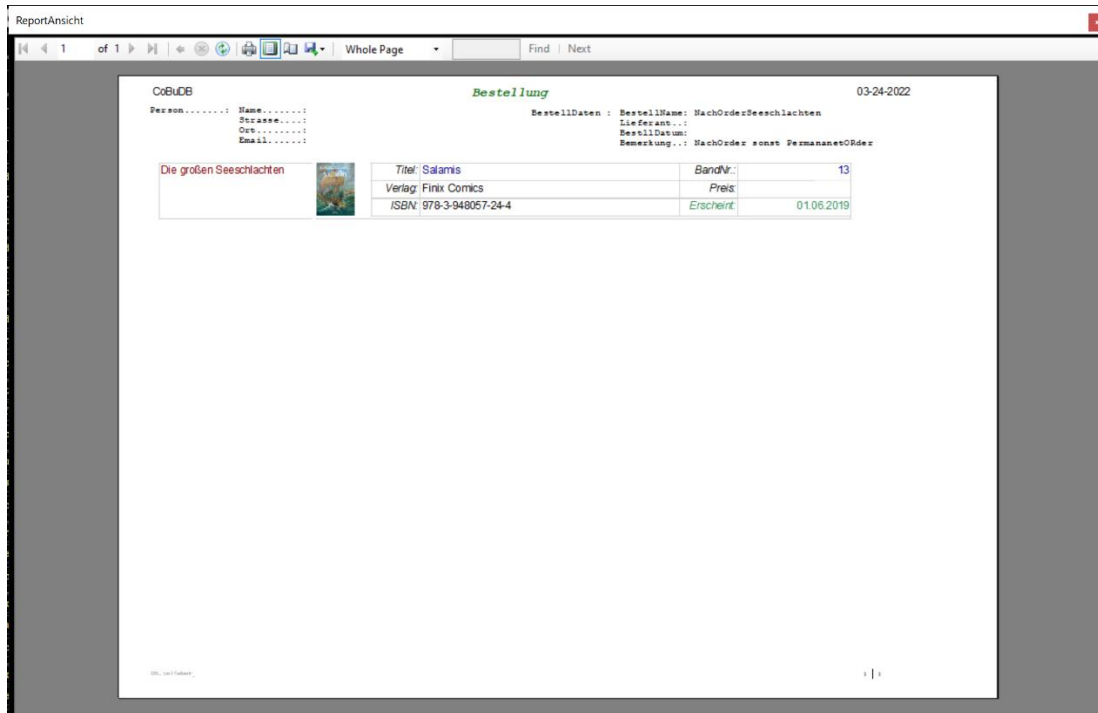 ReportAnsicht
1 of 1 Whole Page Find | Next
CoBuDB Bestellung 03-24-2022
Person.......: Name.......:
Strasse....:
Ort........:
Email......:
BestellDaten : BestellName: NachOrderSeeschlachten
Lieferant..:
BestllDatum:
Bemerkung..: NachOrder sonst PermananetORder
Die großen Seeschlachten Titel: Salamis BandNr.: 13
Verlag: Finix Comics Preis:
ISBN: 978-3-948057-24-4 Erscheint: 01.06.2019